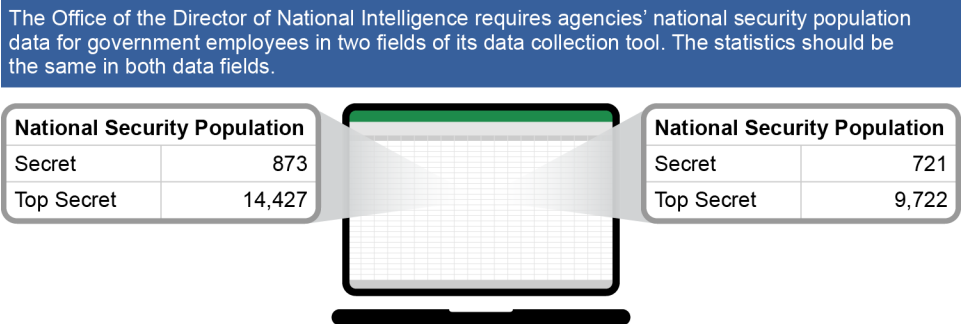 The Office of the Director of National Intelligence requires agencies’ national security population
data for government employees in two fields of its data collection tool. The statistics should be
the same in both data fields.
National Security Population
Secret 873
Top Secret 14,427
National Security Population
Secret 721
Top Secret 9,722